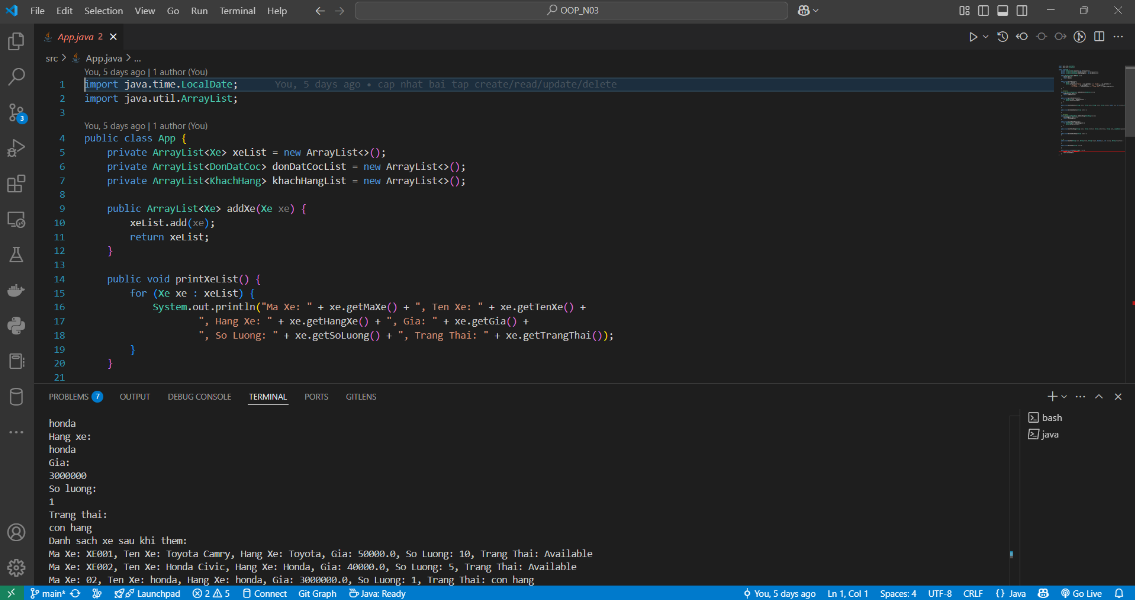 File Edit Selection View Go Run Terminal Help OOP_N03
App.java 2
src > App.java > ...
You, 5 days ago | 1 author (You)
1 import java.time.LocalDate; You, 5 days ago • cap nhat bai tap create/read/update/delete
2 import java.util.ArrayList;
3
You, 5 days ago | 1 author (You)
4 public class App {
5 private ArrayList<Xe> xeList = new ArrayList<>();
6 private ArrayList<DonDatCoc> donDatCocList = new ArrayList<>();
7 private ArrayList<KhachHang> khachHangList = new ArrayList<>();
8
9 public ArrayList<Xe> addXe(Xe xe) {
10 xeList.add(xe);
11 return xeList;
12 }
13
14 public void printXeList() {
15 for (Xe xe : xeList) {
16 System.out.println("Ma Xe: " + xe.getMaXe() + ", Ten Xe: " + xe.getTenXe() +
17 ", Hang Xe: " + xe.getHangXe() + ", Gia: " + xe.getGia() +
18 ", So Luong: " + xe.getSoLuong() + ", Trang Thai: " + xe.getTrangThai());
19 }
20 }
21
3
PROBLEMS 7 OUTPUT DEBUG CONSOLE TERMINAL PORTS GITLENS
honda
Hang xe:
honda
Gia:
3000000
So luong:
1
Trang thai:
con hang
Danh sach xe sau khi them:
Ma Xe: XE001, Ten Xe: Toyota Camry, Hang Xe: Toyota, Gia: 50000.0, So Luong: 10, Trang Thai: Available
Ma Xe: XE002, Ten Xe: Honda Civic, Hang Xe: Honda, Gia: 40000.0, So Luong: 5, Trang Thai: Available
Ma Xe: 02, Ten Xe: honda, Hang Xe: honda, Gia: 3000000.0, So Luong: 1, Trang Thai: con hang
bash
java
main* Launchpad 2 5 Connect Git Graph Java: Ready You, 5 days ago Ln 1, Col 1 Spaces: 4 UTF-8 CRLF {} Java Go Live